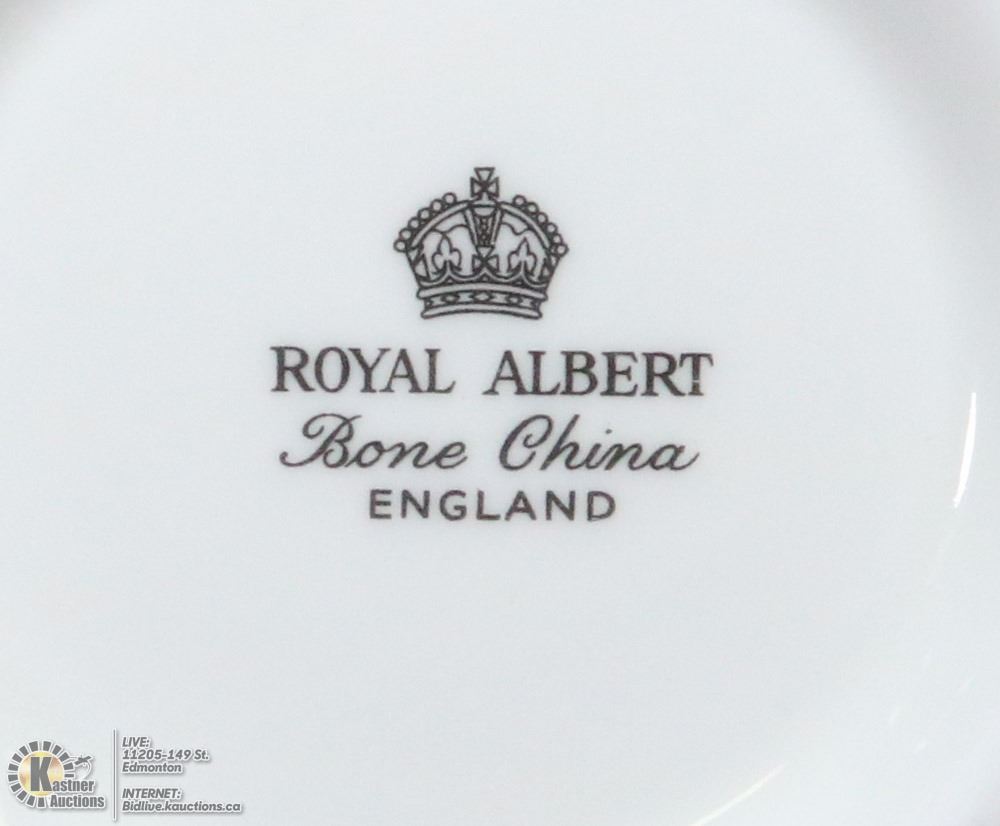 ROYAL ALBERT
Bone China
ENGLAND
Kastner
Auctions
LIVE:
11205-149 St.
Edmonton
INTERNET:
Bidlive.kauctions.ca